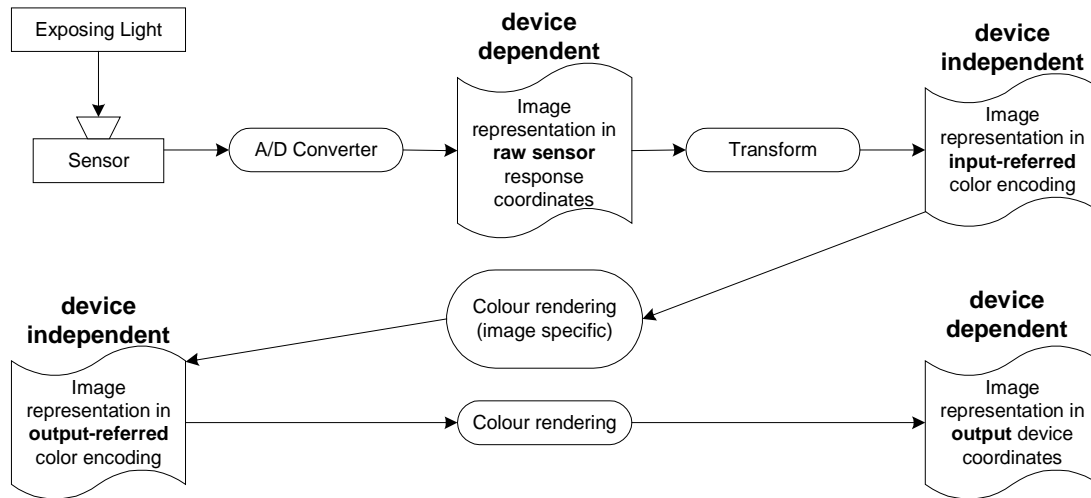 Exposing Light
Sensor
A/D Converter
device
dependent
Image
representation in
raw sensor
response
coordinates
Transform
device
independent
Image
representation in
input-referred
color encoding
Colour rendering
(image specific)
device
independent
Image
representation in
output-referred
color encoding
Colour rendering
device
dependent
Image
representation in
output device
coordinates